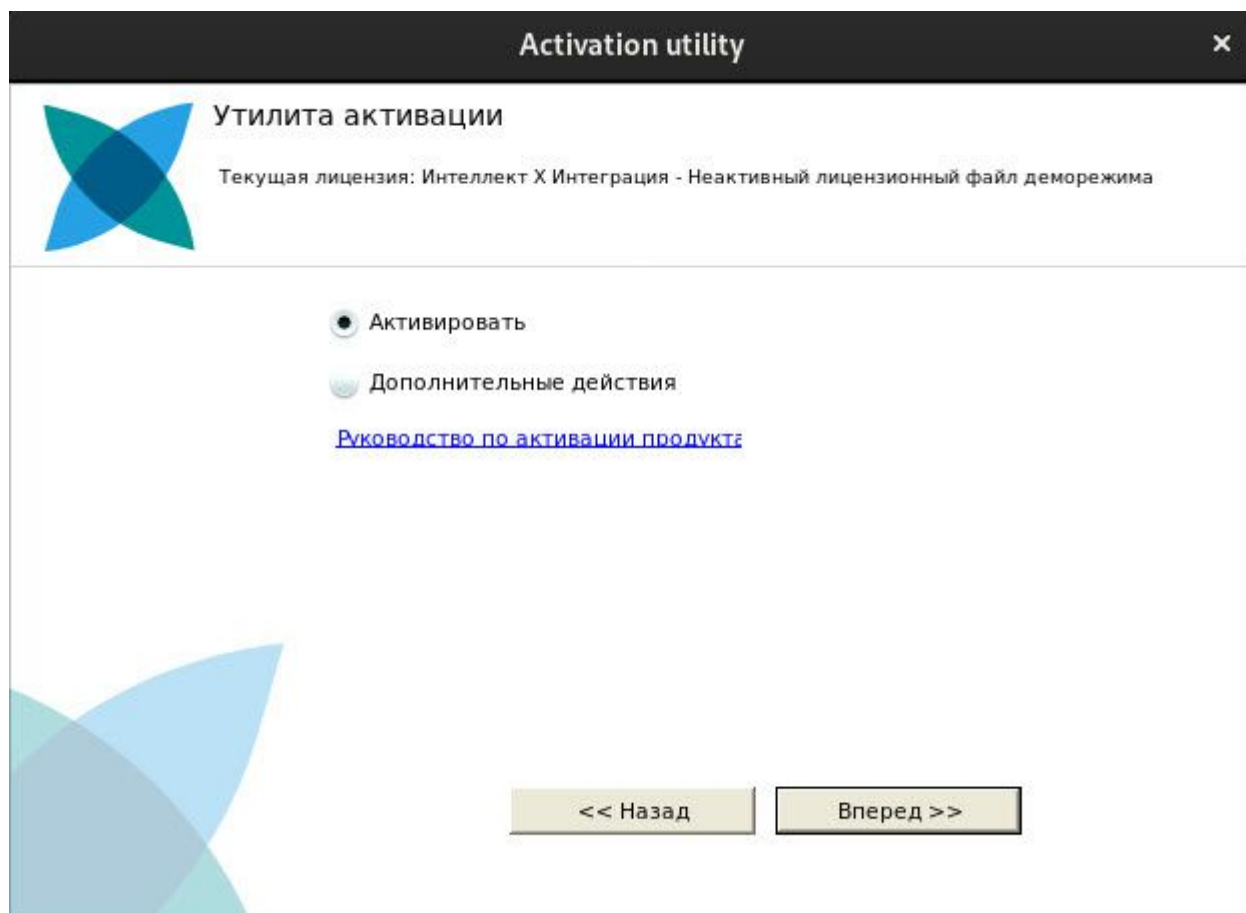 Activation utility ×
Утилита активации
Текущая лицензия: Интеллект X Интеграция - Неактивный лицензионный файл деморежима
Активировать
Дополнительные действия
Руководство по активации продукта
<< Назад
Вперед >>